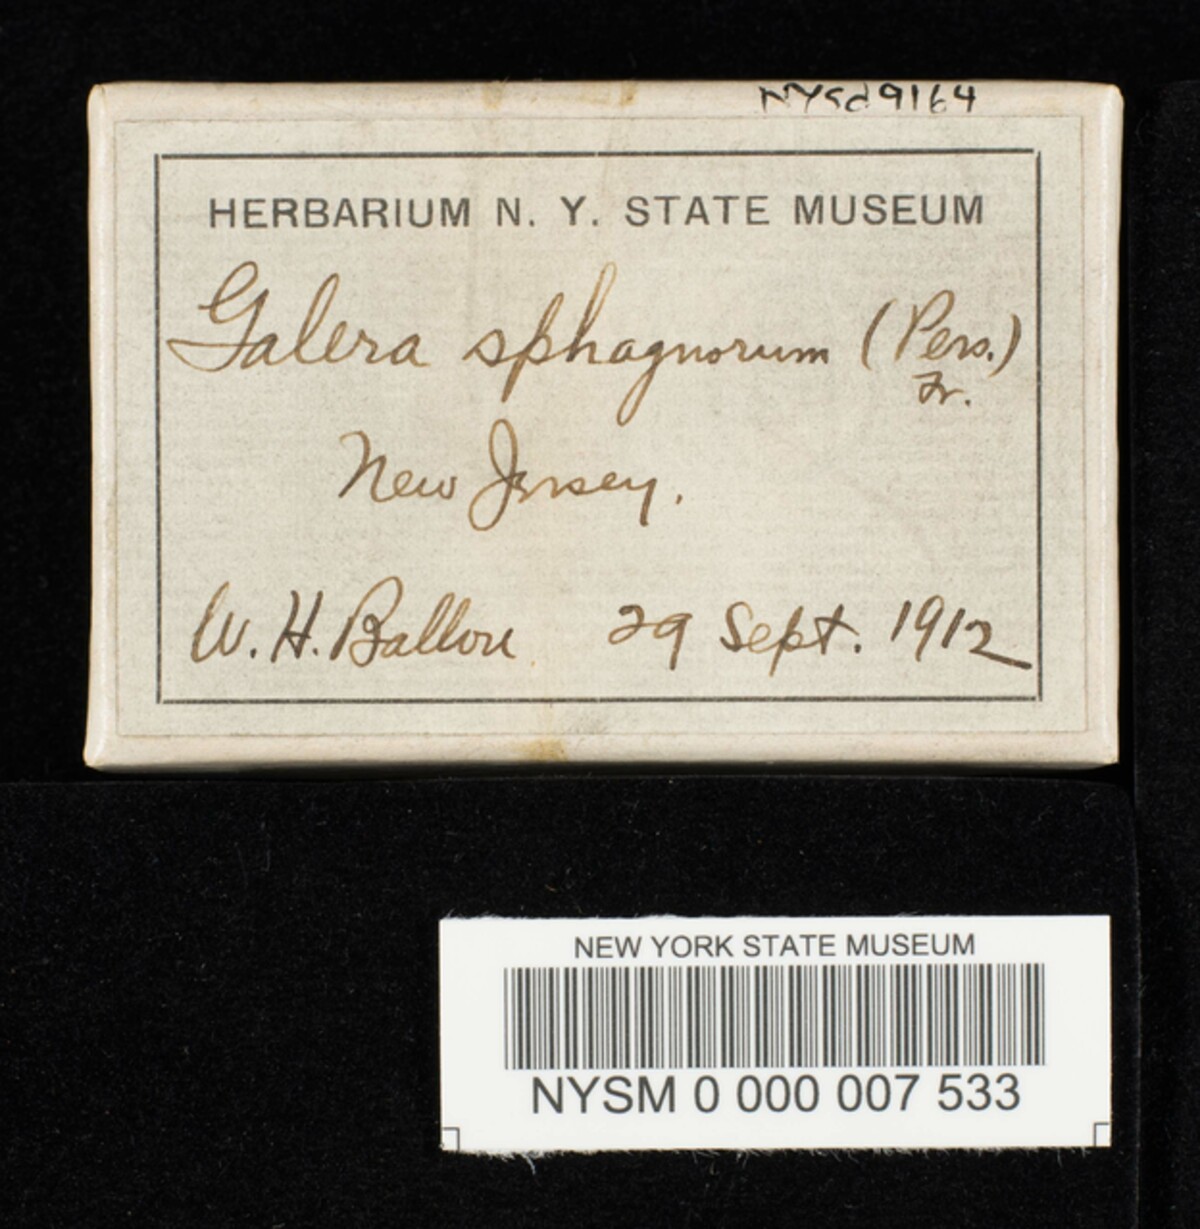 NYSd9164
HERBARIUM N. Y. STATE MUSEUM
Galera sphagnorum (Pers.)
Fr.
New Jersey.
W. H. Ballou 29 Sept. 1912
NEW YORK STATE MUSEUM
NYSM 0 000 007 533